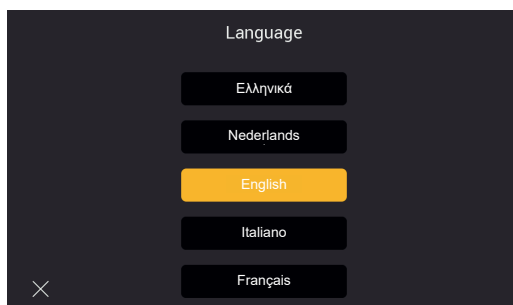 Language
Ελληνικά
Nederlands
English
Italiano
Français